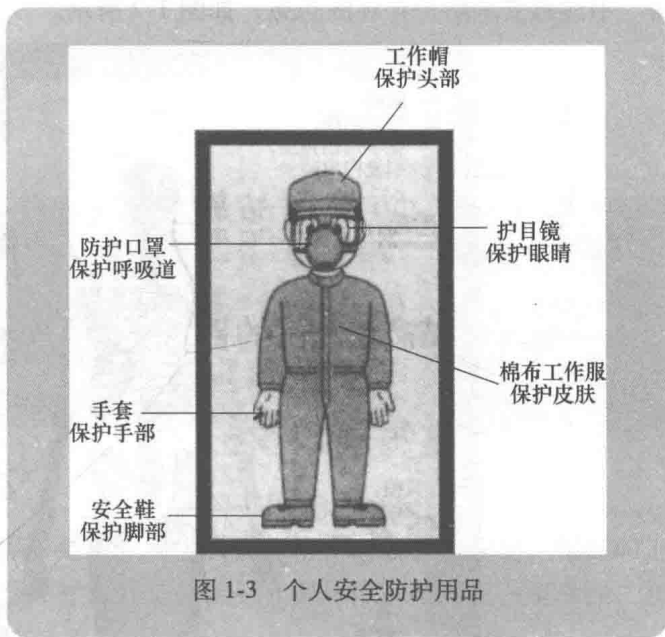 工作帽
保护头部
防护口罩
保护呼吸道
护目镜
保护眼睛
棉布工作服
保护皮肤
手套
保护手部
安全鞋
保护脚部
图 1-3 个人安全防护用品